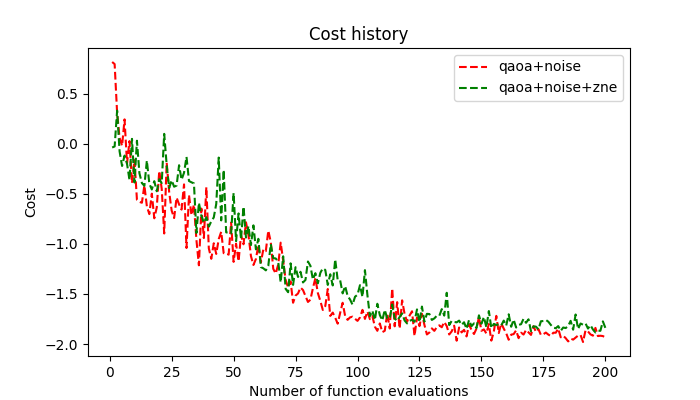 Cost history
qaoa+noise
qaoa+noise+zne
Cost
0.5
0.0
−0.5
−1.0
−1.5
−2.0
0 25 50 75 100 125 150 175 200
Number of function evaluations